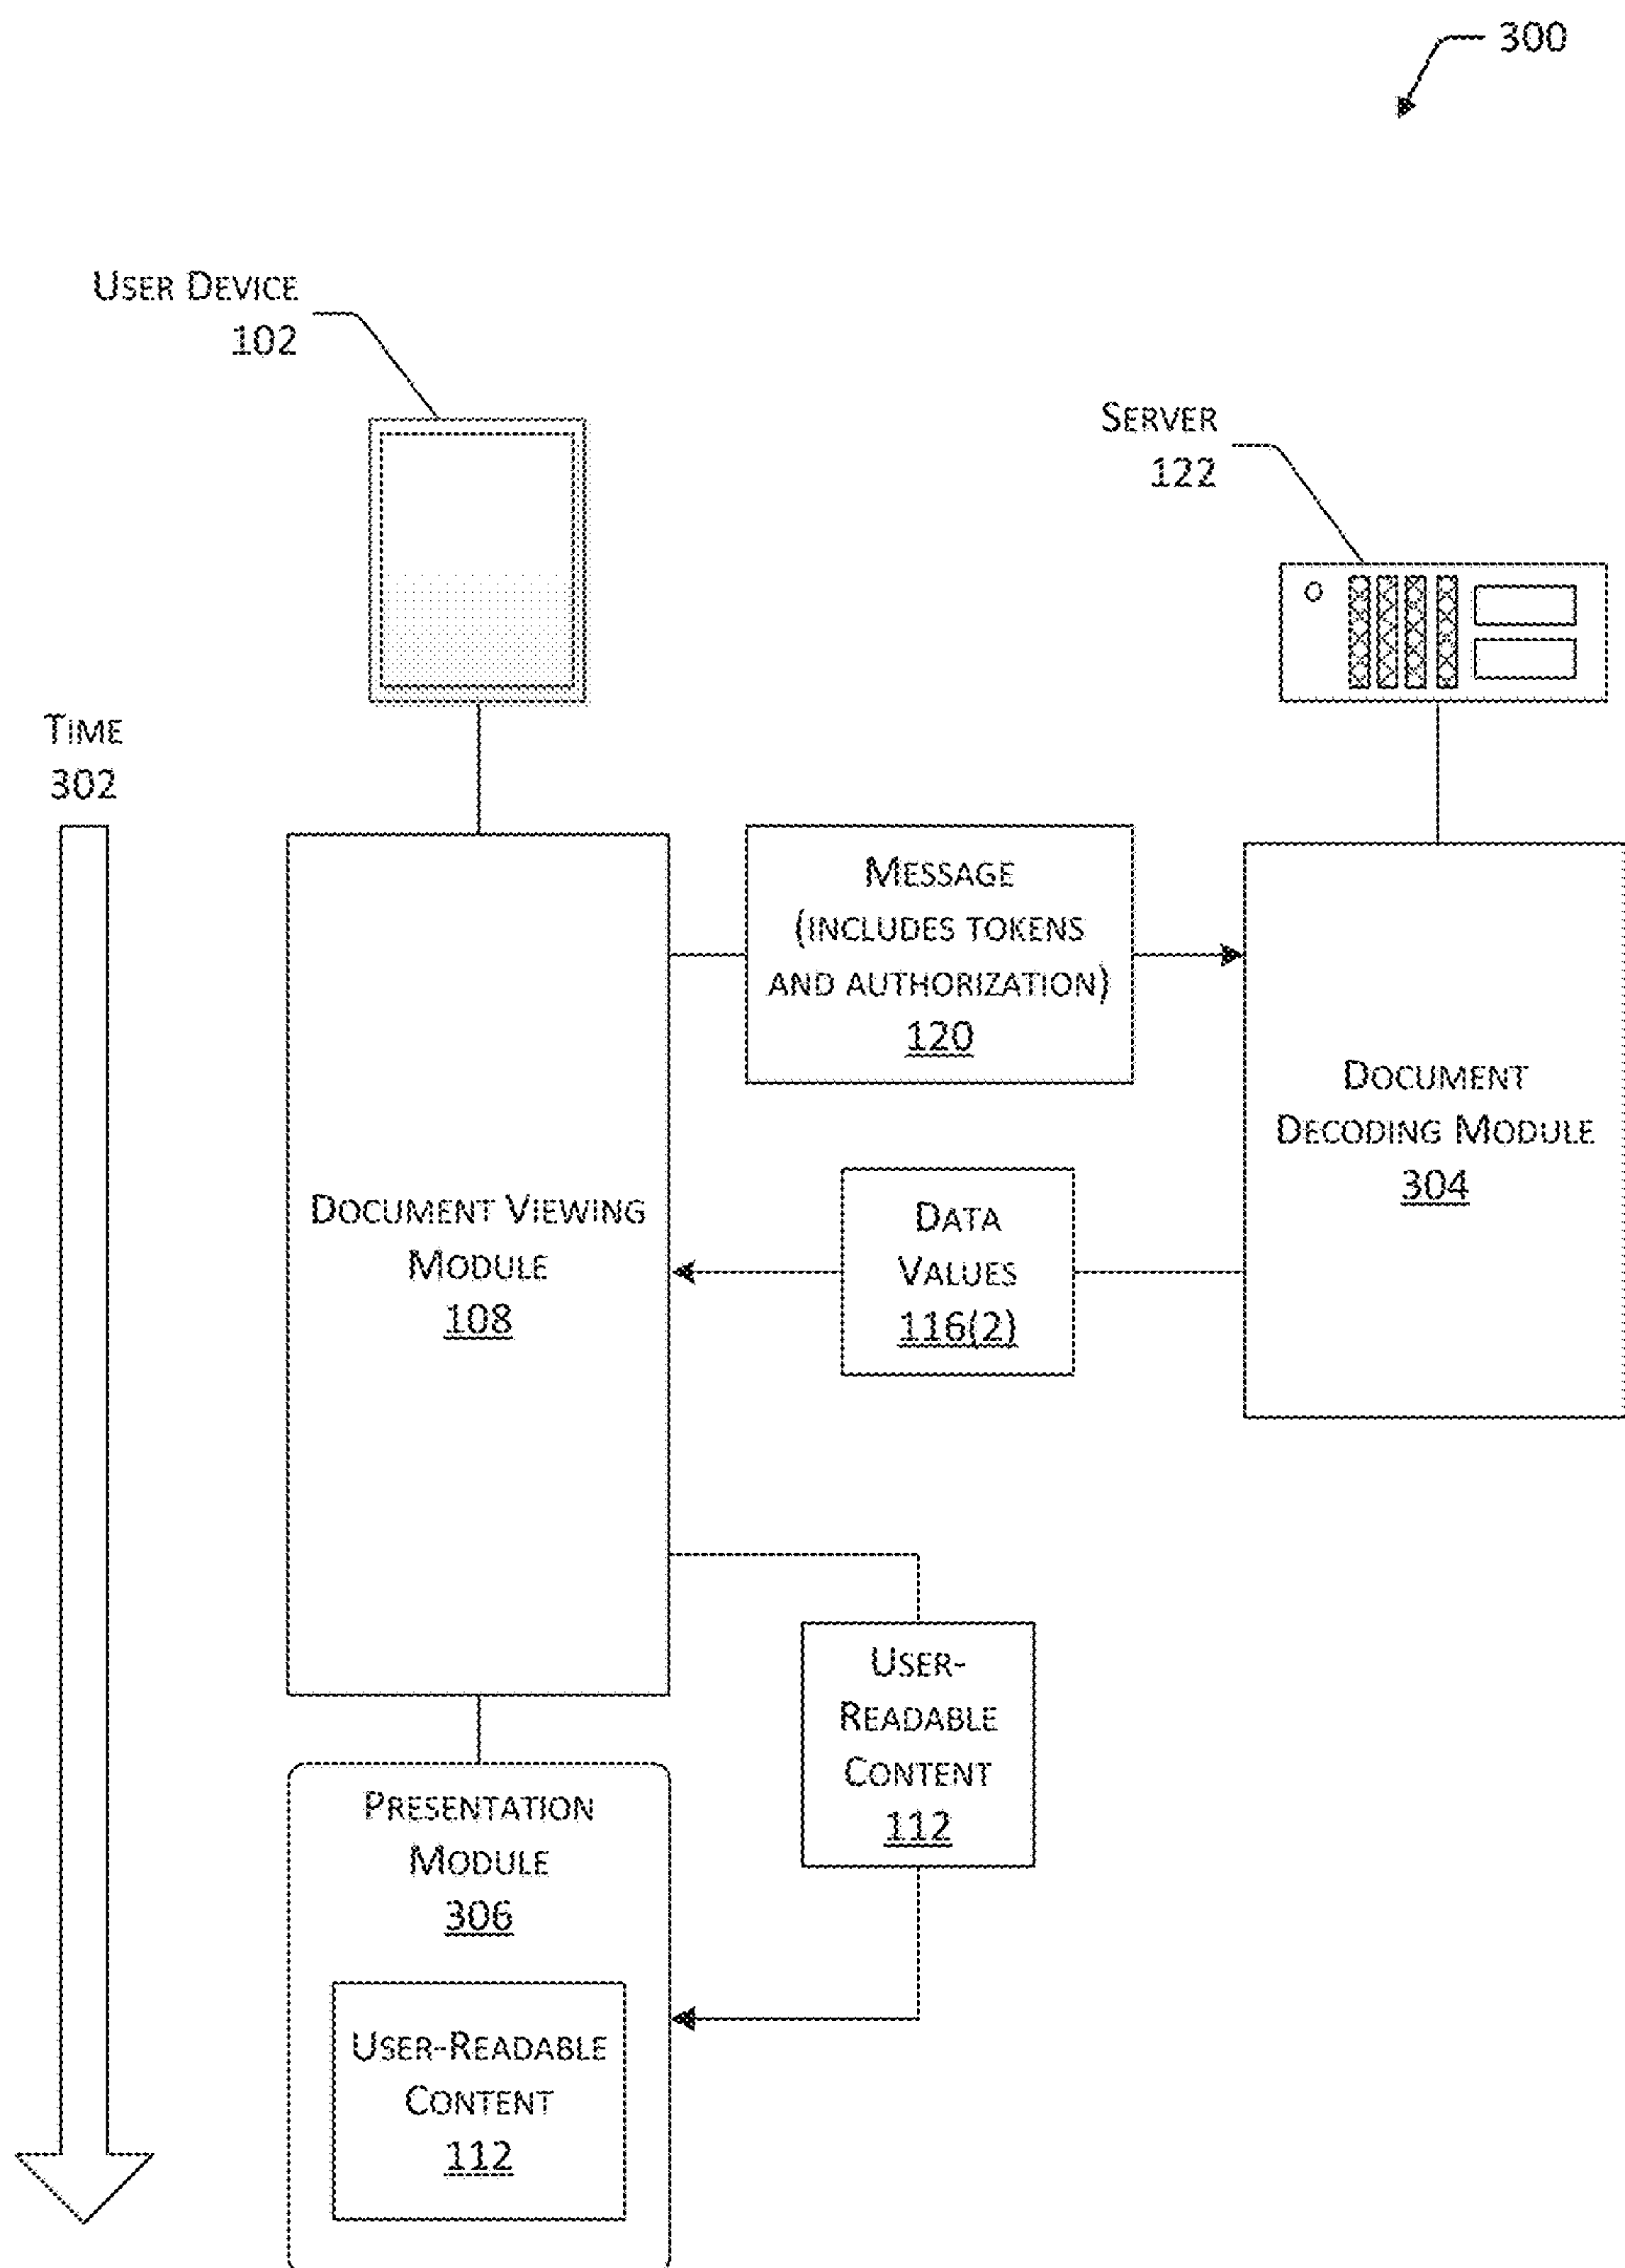 300
USER DEVICE
102
SERVER
122
TIME
302
MESSAGE
(INCLUDES TOKENS
AND AUTHORIZATION)
120
DOCUMENT
DECODING MODULE
304
DOCUMENT VIEWING
MODULE
108
DATA
VALUES
116(2)
USER-
READABLE
CONTENT
112
PRESENTATION
MODULE
306
USER-READABLE
CONTENT
112